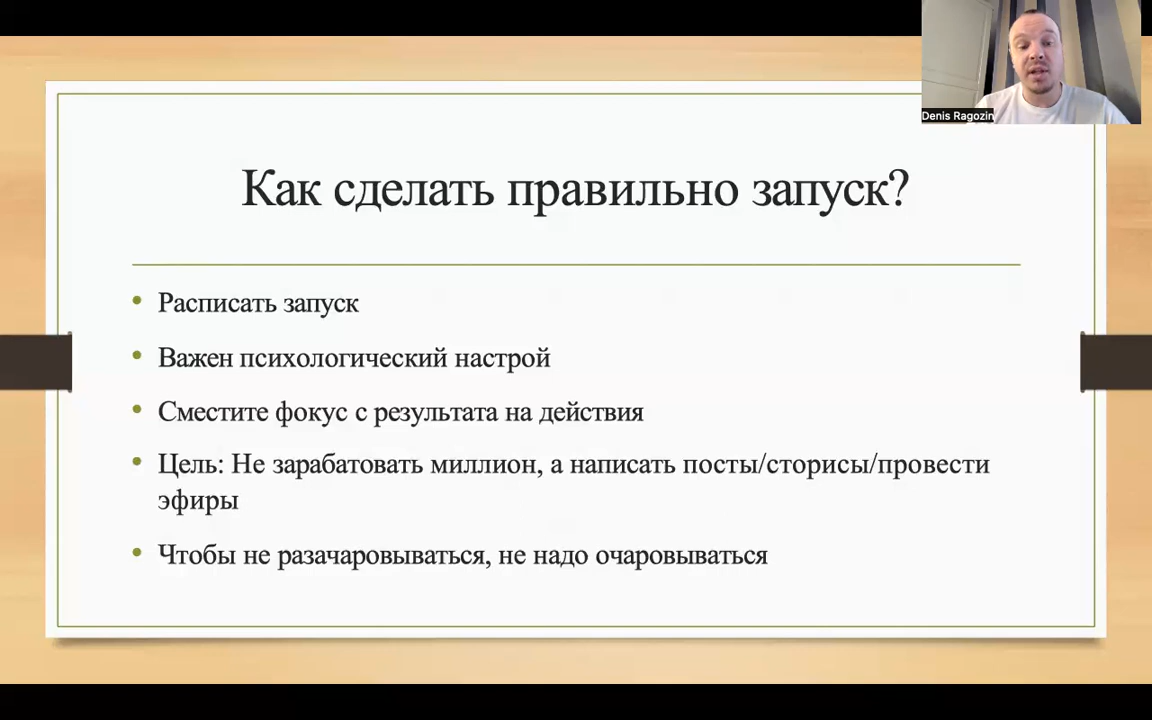 Denis Ragozin
Как сделать правильно запуск?
Расписать запуск
Важен психологический настрой
Сместите фокус с результата на действия
Цель: Не зарабатовать миллион, а написать посты/сторисы/провести
эфиры
Чтобы не разачаровываться, не надо очаровываться